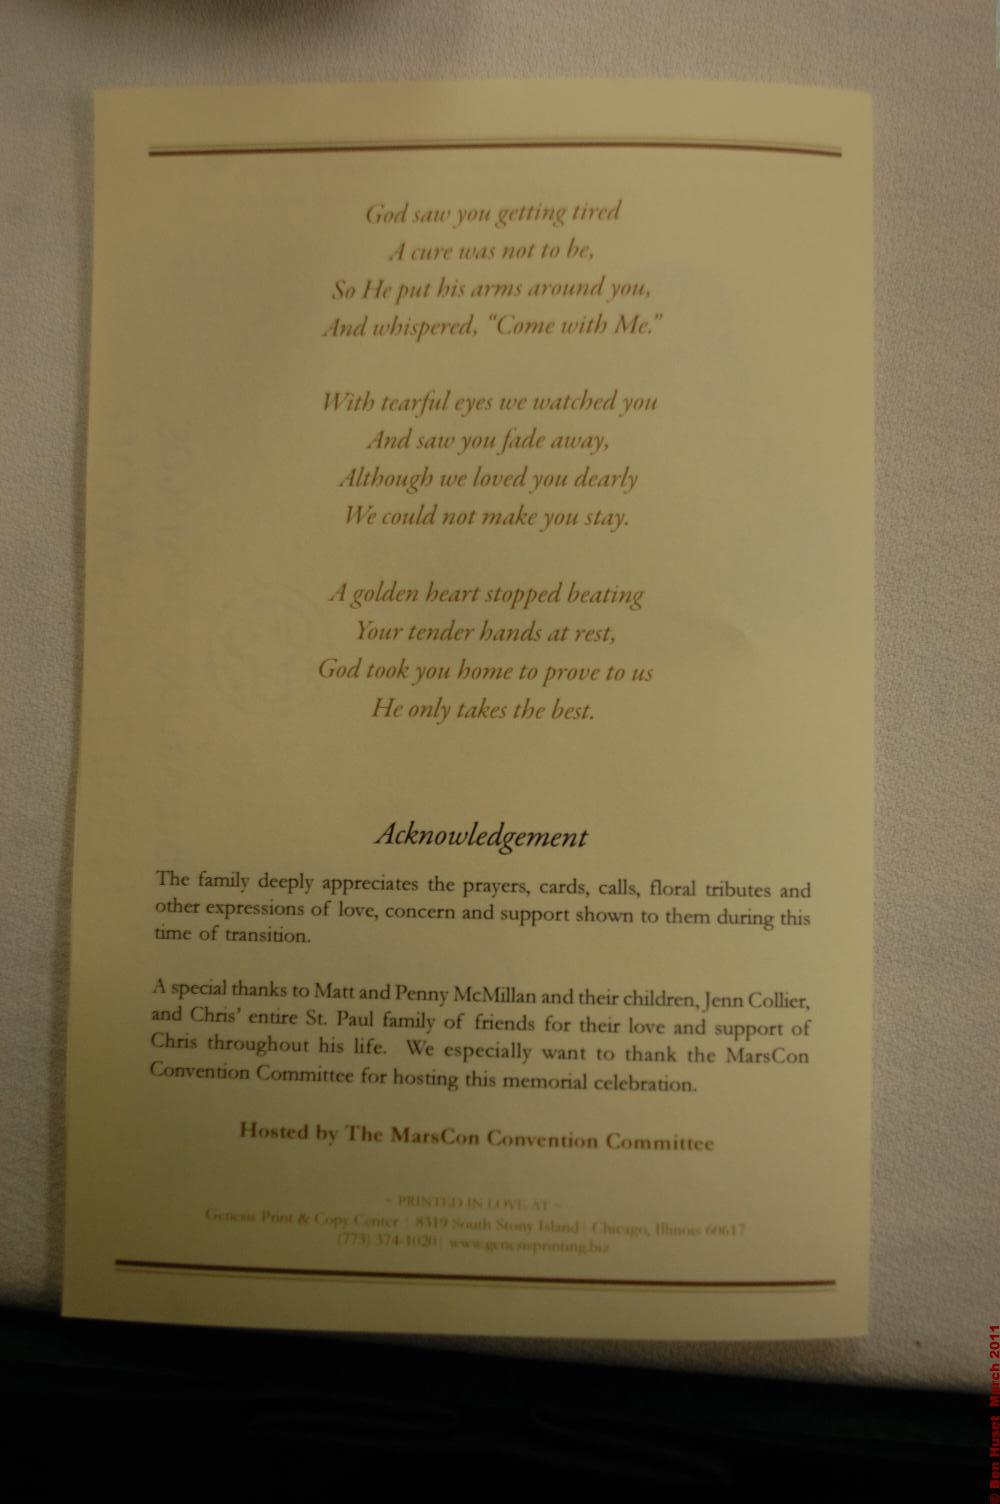 God saw you getting tired
A cure was not to be,
So He put his arms around you,
And whispered, “Come with Me.”
With tearful eyes we watched you
And saw you fade away,
Although we loved you dearly
We could not make you stay.
A golden heart stopped beating
Your tender hands at rest,
God took you home to prove to us
He only takes the best.
Acknowledgement
The family deeply appreciates the prayers, cards, calls, floral tributes and
other expressions of love, concern and support shown to them during this
time of transition.
A special thanks to Matt and Penny McMillan and their children, Jenn Collier,
and Chris’ entire St. Paul family of friends for their love and support of
Chris throughout his life. We especially want to thank the MarsCon
Convention Committee for hosting this memorial celebration.
Hosted by The MarsCon Convention Committee
~ PRINTED IN LOVE AT ~
Genesis Print & Copy Center | 8319 South Stony Island | Chicago, Illinois 60617
(773) 374-1020 | www.genesisprinting.biz
© Ben Huset March 2011